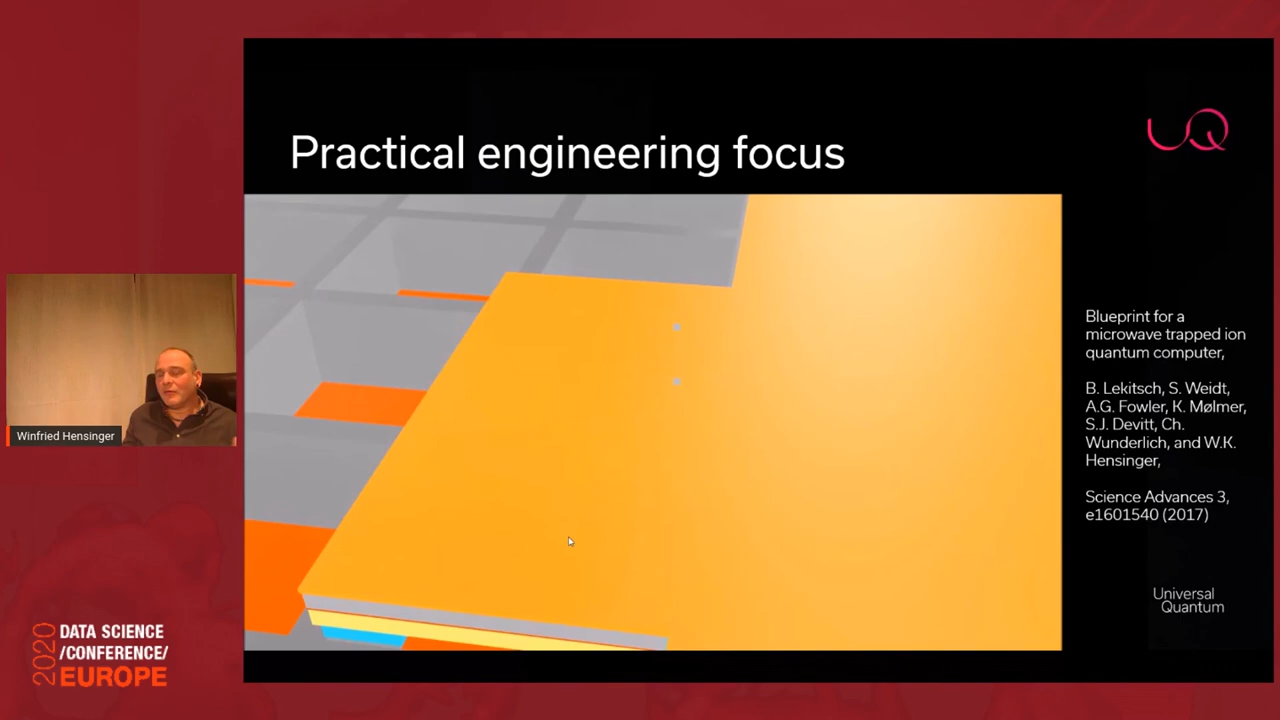 Practical engineering focus
UQ
Blueprint for a
microwave trapped ion
quantum computer,
B. Lekitsch, S. Weidt,
A.G. Fowler, K. Mølmer,
S.J. Devitt, Ch.
Wunderlich, and W.K.
Hensinger,
Science Advances 3,
e1601540 (2017)
Universal
Quantum
Winfried Hensinger
2020
DATA SCIENCE
/CONFERENCE/
EUROPE